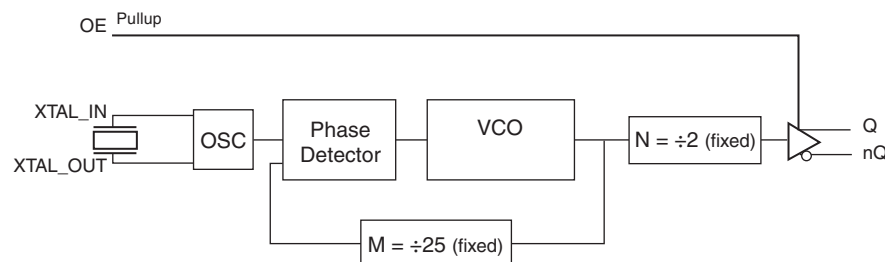 OE Pullup
XTAL_IN
OSC
XTAL_OUT
Phase
Detector
VCO
N = ÷2 (fixed)
Q
nQ
M = ÷25 (fixed)